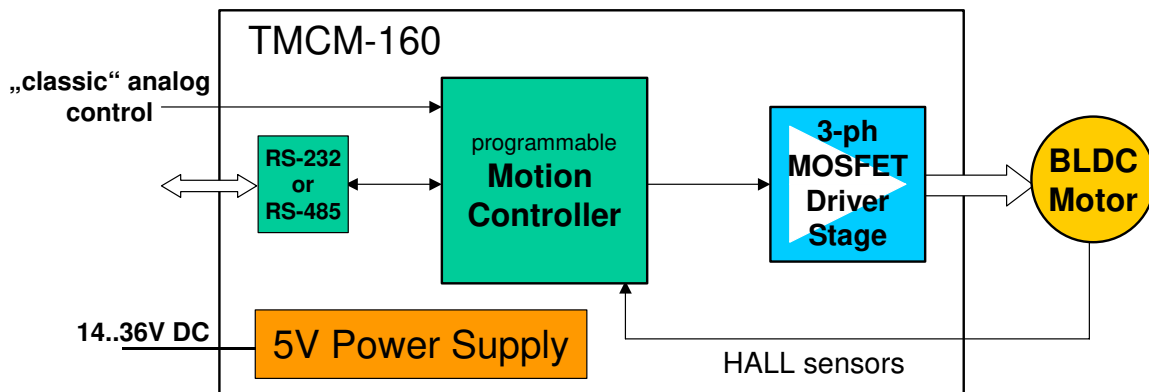 TMCM-160
„classic“ analog
control
RS-232
or
RS-485
programmable
Motion
Controller
3-ph
MOSFET
Driver
Stage
BLDC
Motor
14..36V DC
5V Power Supply
HALL sensors